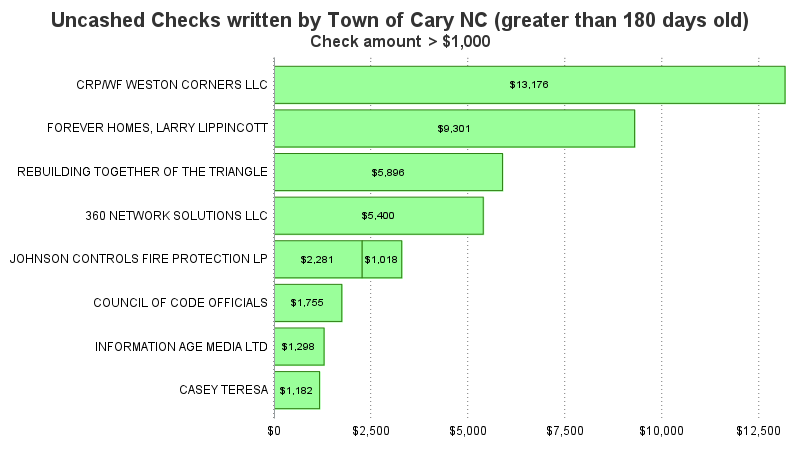 Uncashed Checks written by Town of Cary NC (greater than 180 days old)
Check amount > $1,000
CRP/WF WESTON CORNERS LLC $13,176
FOREVER HOMES, LARRY LIPPINCOTT $9,301
REBUILDING TOGETHER OF THE TRIANGLE $5,896
360 NETWORK SOLUTIONS LLC $5,400
JOHNSON CONTROLS FIRE PROTECTION LP $2,281 $1,018
COUNCIL OF CODE OFFICIALS $1,755
INFORMATION AGE MEDIA LTD $1,298
CASEY TERESA $1,182
$0 $2,500 $5,000 $7,500 $10,000 $12,500